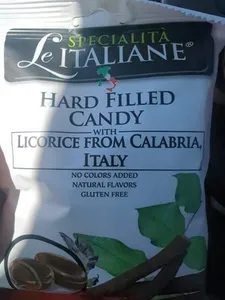 SPECIALITÀ
Le ITALIANE®
HARD FILLED
CANDY
WITH
LICORICE FROM CALABRIA,
ITALY
NO COLORS ADDED
NATURAL FLAVORS
GLUTEN FREE